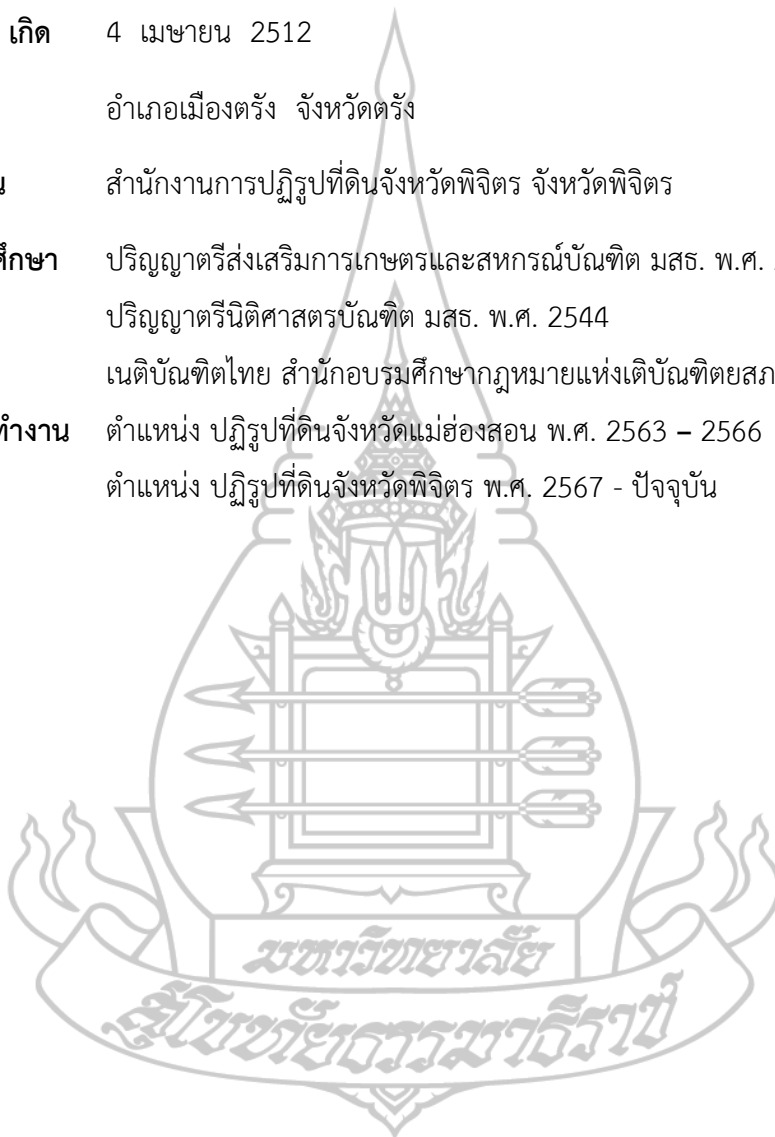 เกิด 4 เมษายน 2512
อำเภอเมืองตรัง จังหวัดตรัง
สำนักงานการปฏิรูปที่ดินจังหวัดพิจิตร จังหวัดพิจิตร
ศึกษา ปริญญาตรีส่งเสริมการเกษตรและสหกรณ์บัณฑิต มสธ. พ.ศ.
ปริญญาตรีนิติศาสตรบัณฑิต มสธ. พ.ศ. 2544
เนติบัณฑิตไทย สำนักอบรมศึกษากฎหมายแห่งเติบัณฑิตยสภ
ทำงาน ตำแหน่ง ปฏิรูปที่ดินจังหวัดแม่ฮ่องสอน พ.ศ. 2563 – 2566
ตำแหน่ง ปฏิรูปที่ดินจังหวัดพิจิตร พ.ศ. 2567 - ปัจจุบัน
มหาวิทยาลัย
สุโขทัยธรรมาธิราช